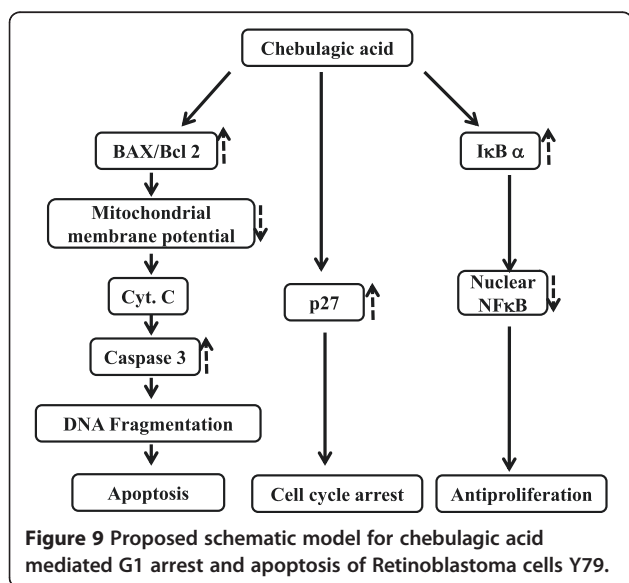 Chebulagic acid
BAX/Bcl 2
IκB α
Mitochondrial
membrane potential
Cyt. C
p27
Nuclear
NFκB
Caspase 3
DNA Fragmentation
Apoptosis
Cell cycle arrest
Antiproliferation
Figure 9 Proposed schematic model for chebulagic acid
mediated G1 arrest and apoptosis of Retinoblastoma cells Y79.